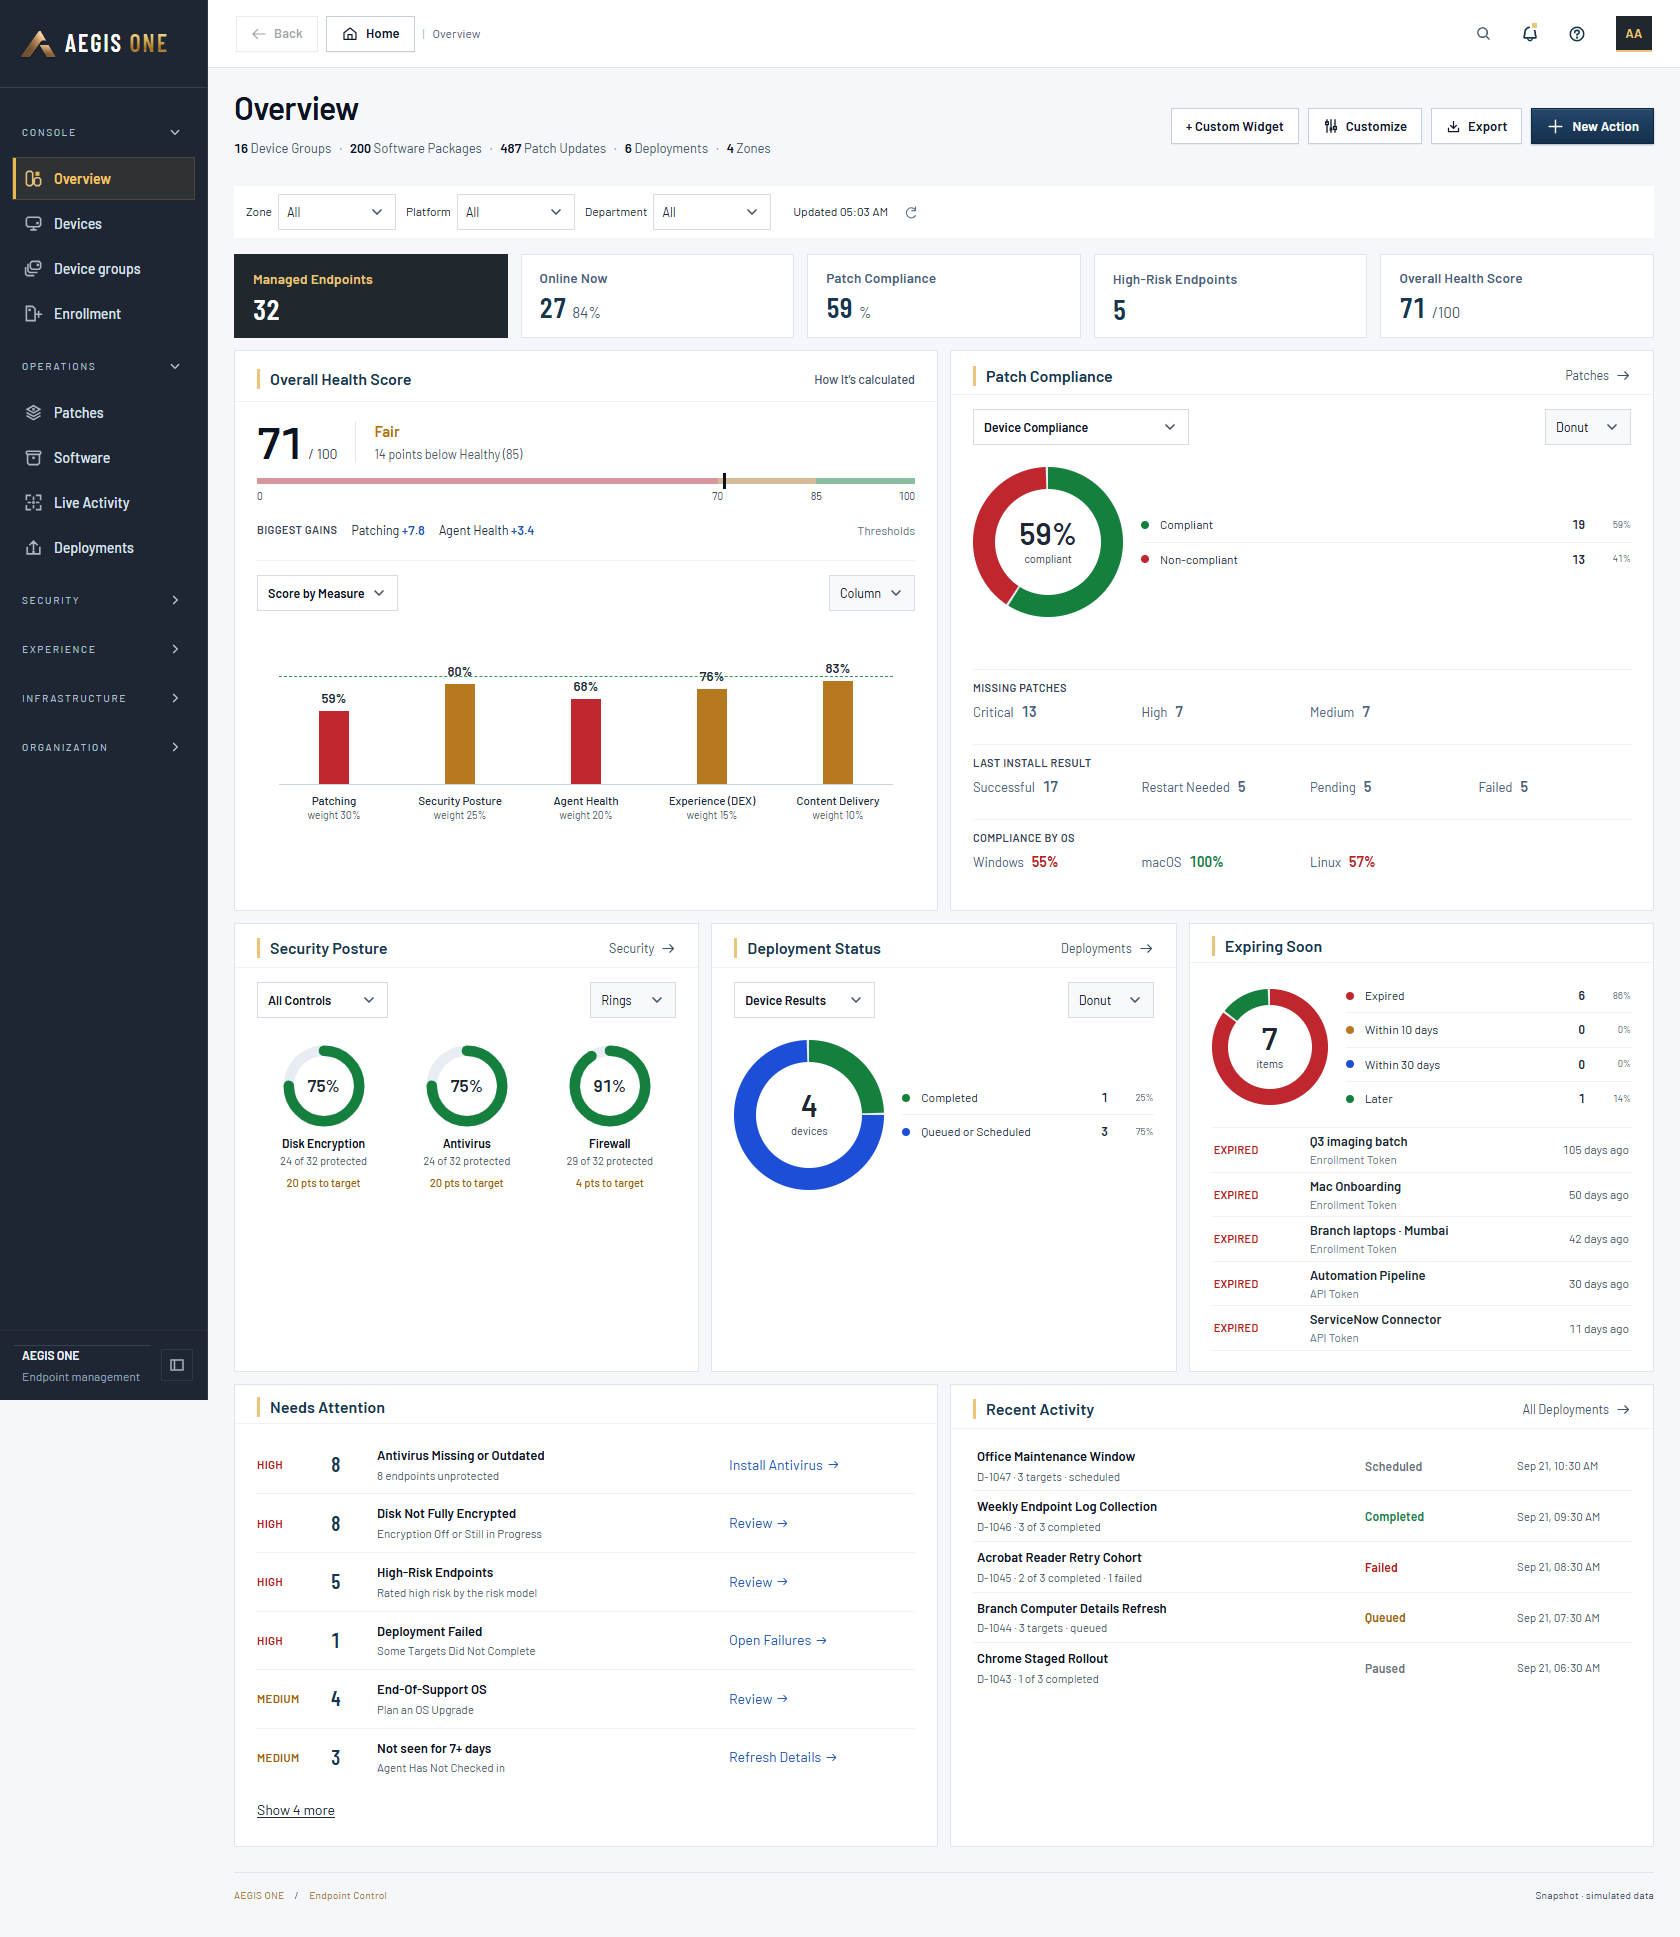 AEGIS ONE
CONSOLE
Overview
Devices
Device groups
Enrollment
OPERATIONS
Patches
Software
Live Activity
Deployments
SECURITY
EXPERIENCE
INFRASTRUCTURE
ORGANIZATION
AEGIS ONE
Endpoint management
Back Home Overview AA
Overview
16 Device Groups · 200 Software Packages · 487 Patch Updates · 6 Deployments · 4 Zones
+ Custom Widget Customize Export New Action
Zone All Platform All Department All Updated 05:03 AM
Managed Endpoints
32
Online Now
27 84%
Patch Compliance
59 %
High-Risk Endpoints
5
Overall Health Score
71 /100
Overall Health Score How it's calculated
71 / 100
Fair
14 points below Healthy (85)
0 70 85 100
BIGGEST GAINS Patching +7.8 Agent Health +3.4 Thresholds
Score by Measure Column
59% 80% 68% 76% 83%
Patching Security Posture Agent Health Experience (DEX) Content Delivery
weight 30% weight 25% weight 20% weight 15% weight 10%
Patch Compliance Patches
Device Compliance Donut
59%
compliant
Compliant 19 59%
Non-compliant 13 41%
MISSING PATCHES
Critical 13 High 7 Medium 7
LAST INSTALL RESULT
Successful 17 Restart Needed 5 Pending 5 Failed 5
COMPLIANCE BY OS
Windows 55% macOS 100% Linux 57%
Security Posture Security
All Controls Rings
75% 75% 91%
Disk Encryption Antivirus Firewall
24 of 32 protected 24 of 32 protected 29 of 32 protected
20 pts to target 20 pts to target 4 pts to target
Deployment Status Deployments
Device Results Donut
4
devices
Completed 1 25%
Queued or Scheduled 3 75%
Expiring Soon
7
items
Expired 6 86%
Within 10 days 0 0%
Within 30 days 0 0%
Later 1 14%
EXPIRED Q3 imaging batch 105 days ago
Enrollment Token
EXPIRED Mac Onboarding 50 days ago
Enrollment Token
EXPIRED Branch laptops · Mumbai 42 days ago
Enrollment Token
EXPIRED Automation Pipeline 30 days ago
API Token
EXPIRED ServiceNow Connector 11 days ago
API Token
Needs Attention
HIGH 8 Antivirus Missing or Outdated Install Antivirus →
8 endpoints unprotected
HIGH 8 Disk Not Fully Encrypted Review →
Encryption Off or Still in Progress
HIGH 5 High-Risk Endpoints Review →
Rated high risk by the risk model
HIGH 1 Deployment Failed Open Failures →
Some Targets Did Not Complete
MEDIUM 4 End-Of-Support OS Review →
Plan an OS Upgrade
MEDIUM 3 Not seen for 7+ days Refresh Details →
Agent Has Not Checked in
Show 4 more
Recent Activity All Deployments
Office Maintenance Window Scheduled Sep 21, 10:30 AM
D-1047 · 3 targets · scheduled
Weekly Endpoint Log Collection Completed Sep 21, 09:30 AM
D-1046 · 3 of 3 completed
Acrobat Reader Retry Cohort Failed Sep 21, 08:30 AM
D-1045 · 2 of 3 completed · 1 failed
Branch Computer Details Refresh Queued Sep 21, 07:30 AM
D-1044 · 3 targets · queued
Chrome Staged Rollout Paused Sep 21, 06:30 AM
D-1043 · 1 of 3 completed
AEGIS ONE / Endpoint Control Snapshot · simulated data